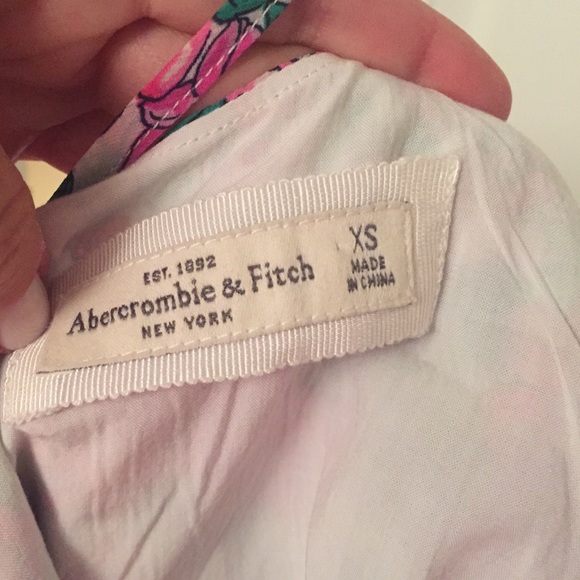 EST. 1892
Abercrombie & Fitch
NEW YORK
XS
MADE
IN CHINA